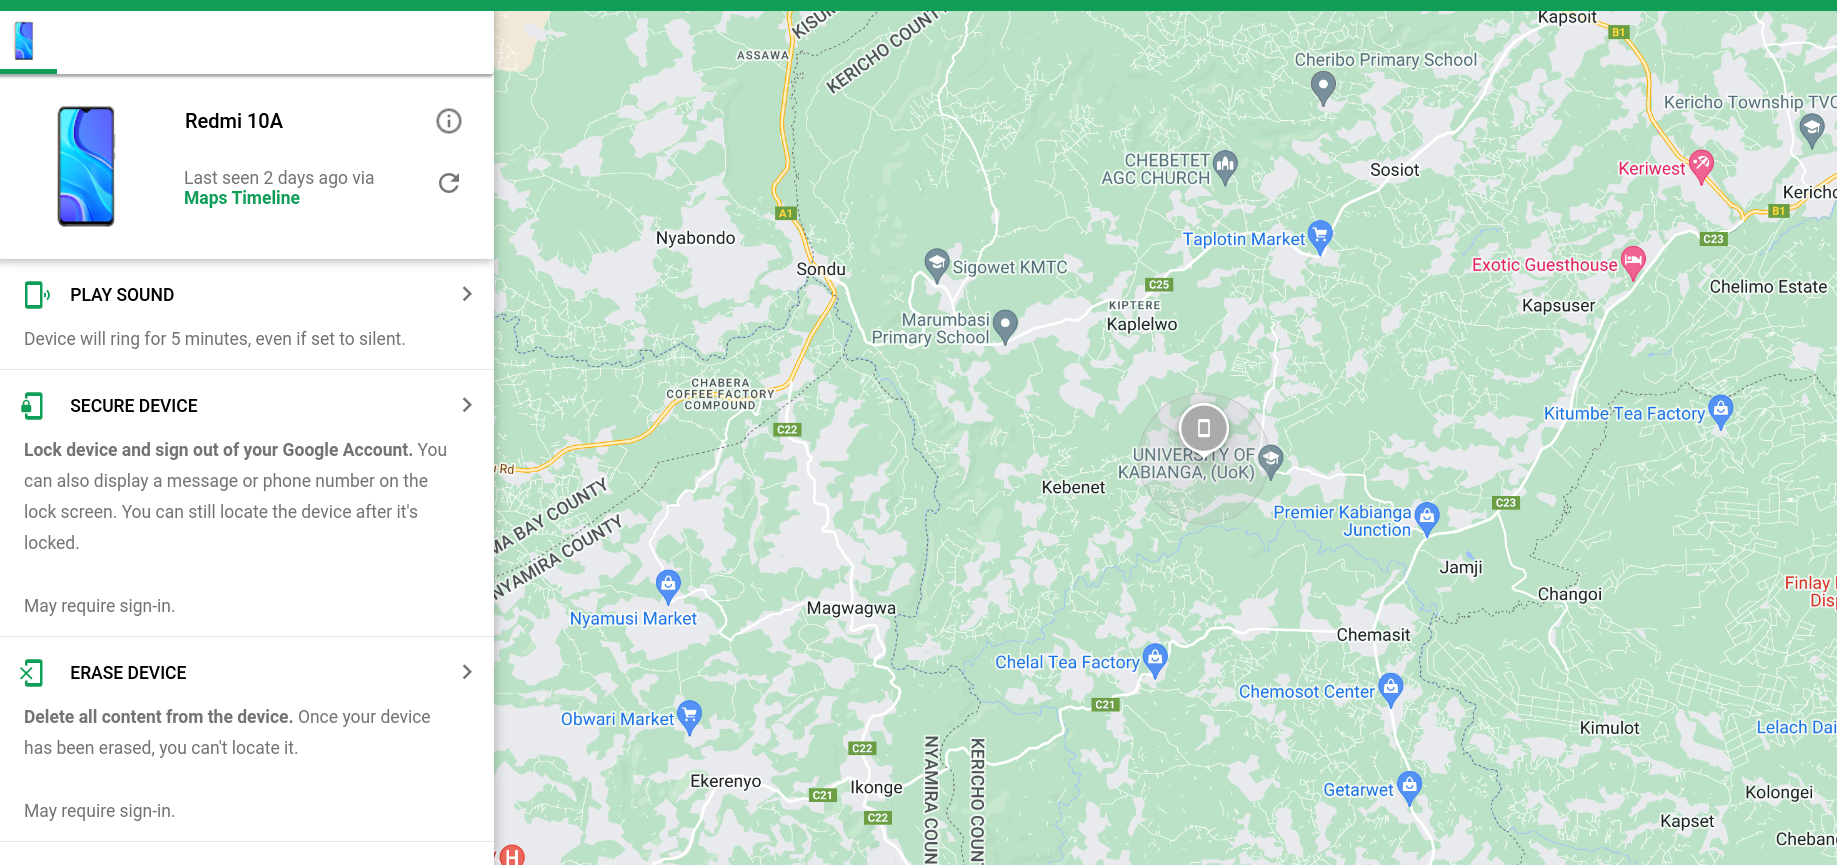 Redmi 10A
Last seen 2 days ago via
Maps Timeline
PLAY SOUND
Device will ring for 5 minutes, even if set to silent.
SECURE DEVICE
Lock device and sign out of your Google Account. You
can also display a message or phone number on the
lock screen. You can still locate the device after it's
locked.
May require sign-in.
ERASE DEVICE
Delete all content from the device. Once your device
has been erased, you can't locate it.
May require sign-in.
KISUM
KERICHO COUNTY
ASSAWA
Kapsoit
B1
Cheribo Primary School
Kericho Township TVC
CHEBETET
AGC CHURCH
Sosiot
Keriwest
Kericho
B1
A1
C23
Nyabondo
Taplotin Market
Sondu
Sigowet KMTC
Exotic Guesthouse
C25
Chelimo Estate
KIPTERE
Kaplelwo
Kapsuser
Marumbasi
Primary School
CHABERA
COFFEE FACTORY
COMPOUND
Kitumbe Tea Factory
C22
Rd
UNIVERSITY OF
KABIANGA, (UoK)
Kebenet
C23
MA BAY COUNTY
NYAMIRA COUNTY
Premier Kabianga
Junction
Jamji
Changoi
Finlay
Disp
Nyamusi Market
Magwagwa
Chemasit
Chelal Tea Factory
Chemosot Center
C21
Obwari Market
Kimulot
Lelach Dai
C22
NYAMIRA COUN
KERICHO COUN
Ekerenyo
Ikonge
C21
C22
Getarwet
Kolongei
Kapset
Cheban
H